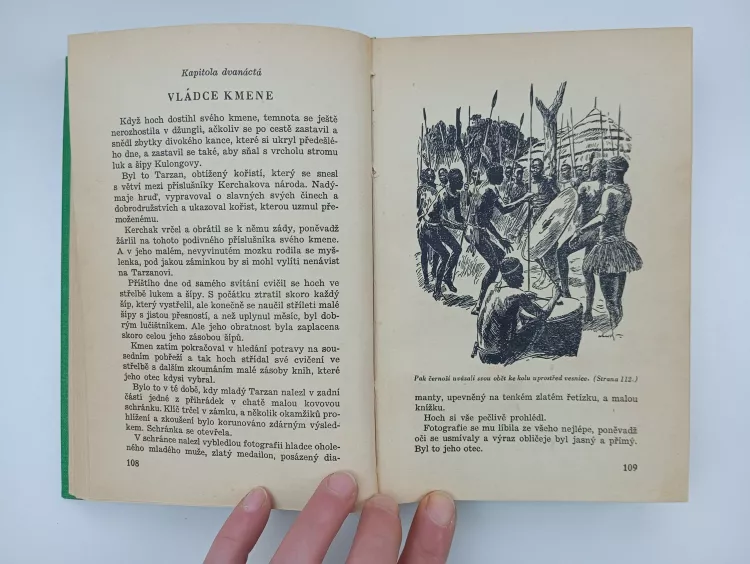 Kapitola dvanáctá
VLÁDCE KMENE
Když hoch dostihl svého kmene, temnota se ještě
nerozhostila v džungli, ačkoliv se po cestě zastavil a
snědl zbytky divokého kance, které si ukryl předešlé-
ho dne, a zastavil se také, aby sňal s vrcholu stromu
luk a šípy Kulongovy.
Byl to Tarzan, obtížený kořistí, který se snesl
s větví mezi příslušníky Kerchakova národa. Nadý-
maje hruď, vypravoval o slavných svých činech a
dobrodružstvích a ukazoval kořist, kterou uzmul pře-
moženému.
Kerchak vrčel a obrátil se k němu zády, poněvadž
žárlil na tohoto podivného příslušníka svého kmene.
A v jeho malém, nevyvinutém mozku rodila se myš-
lenka, pod jakou záminkou by si mohl vylíti nenávist
na Tarzanovi.
Příštího dne od samého svítání cvičil se hoch ve
střelbě lukem a šípy. S počátku ztratil skoro každý
šíp, který vystřelil, ale konečně se naučil stříleti malé
šípy s jistou přesností, a než uplynul měsíc, byl dob-
rým lučištníkem. Ale jeho obratnost byla zaplacena
skoro celou jeho zásobou šípů.
Kmen zatím pokračoval v hledání potravy na sou-
sedním pobřeží a tak hoch střídal své cvičení ve
střelbě s dalším zkoumáním malé zásoby knih, které
jeho otec kdysi vybral.
Bylo to v té době, kdy mladý Tarzan nalezl v zadní
části jedné z přihrádek v chatě malou kovovou
schránku. Klíč trčel v zámku, a několik okamžiků pro-
hlížení a zkoušení bylo korunováno zdárným výsled-
kem. Schránka se otevřela.
V schránce nalezl vybledlou fotografii hladce ohole-
ného mladého muže, zlatý medailon, posázený dia-
108
Pak černoši uvázali svou oběť ke kolu uprostřed vesnice. (Strana 112.)
manty, upevněný na tenkém zlatém řetízku, a malou
knížku.
Hoch si vše pečlivě prohlédl.
Fotografie se mu líbila ze všeho nejlépe, poněvadž
oči se usmívaly a výraz obličeje byl jasný a přímý.
Byl to jeho otec.
109